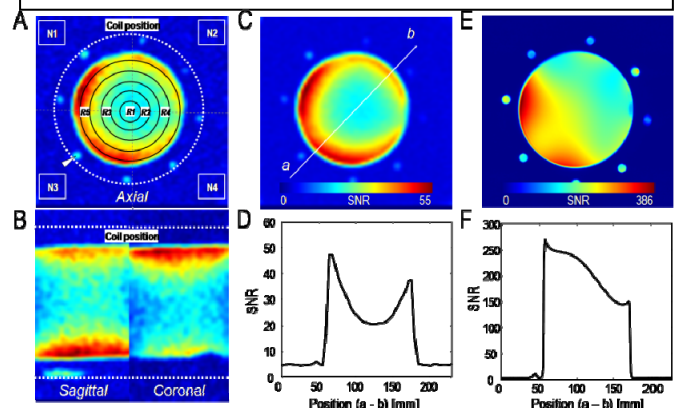 A
Coil position
N1
N2
R5
R3
R1
R2
R4
N3
N4
Axial
B
Coil position
Sagittal
Coronal
C
b
a
0
SNR
55
D
60
50
40
30
20
10
0
SNR
0
50
100
150
200
Position (a - b) [mm]
E
0
SNR
386
F
300
250
200
150
100
50
0
SNR
0
50
100
150
200
Position (a – b) [mm]